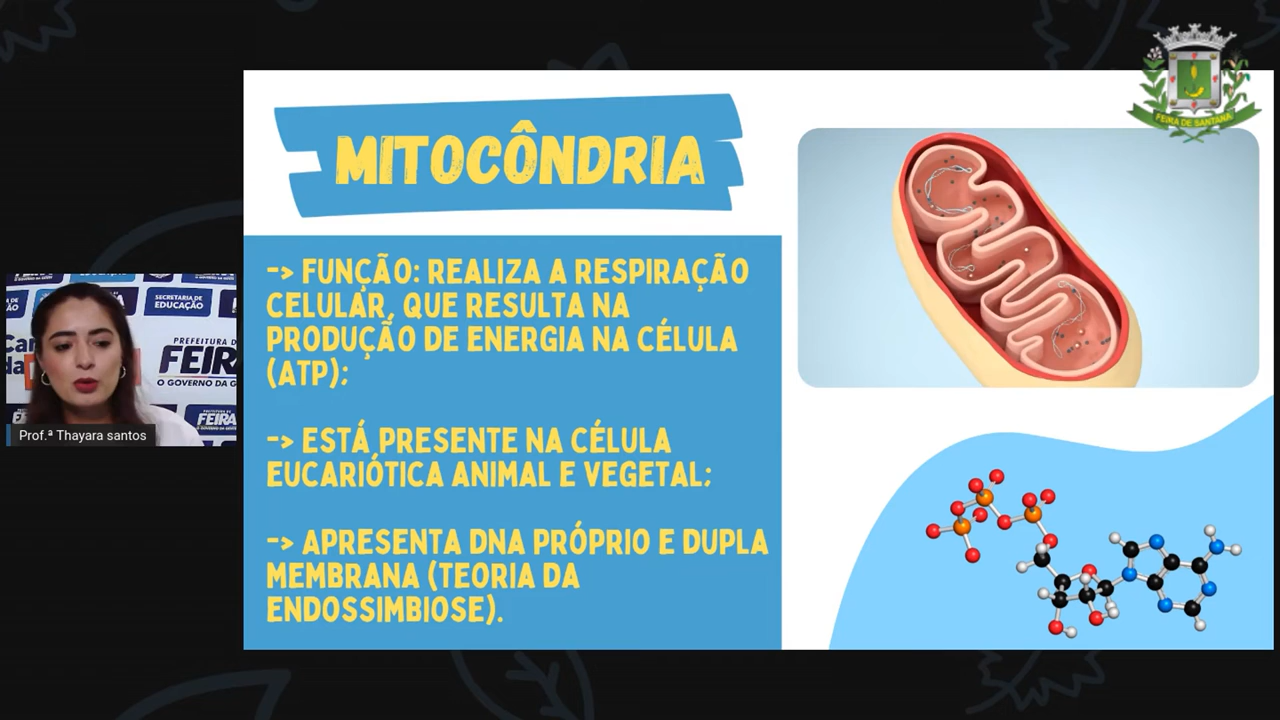 FEIRA DE SANTANA
MITOCÔNDRIA
-> FUNÇÃO: REALIZA A RESPIRAÇÃO
CELULAR, QUE RESULTA NA
PRODUÇÃO DE ENERGIA NA CÉLULA
(ATP);
-> ESTÁ PRESENTE NA CÉLULA
EUCARIÓTICA ANIMAL E VEGETAL;
-> APRESENTA DNA PRÓPRIO E DUPLA
MEMBRANA (TEORIA DA
ENDOSSIMBIOSE).
SECRETARIA DE
EDUCAÇÃO
PREFEITURA D
FEIR
O GOVERNO DA G
FEIRA
Prof.ª Thayara santos